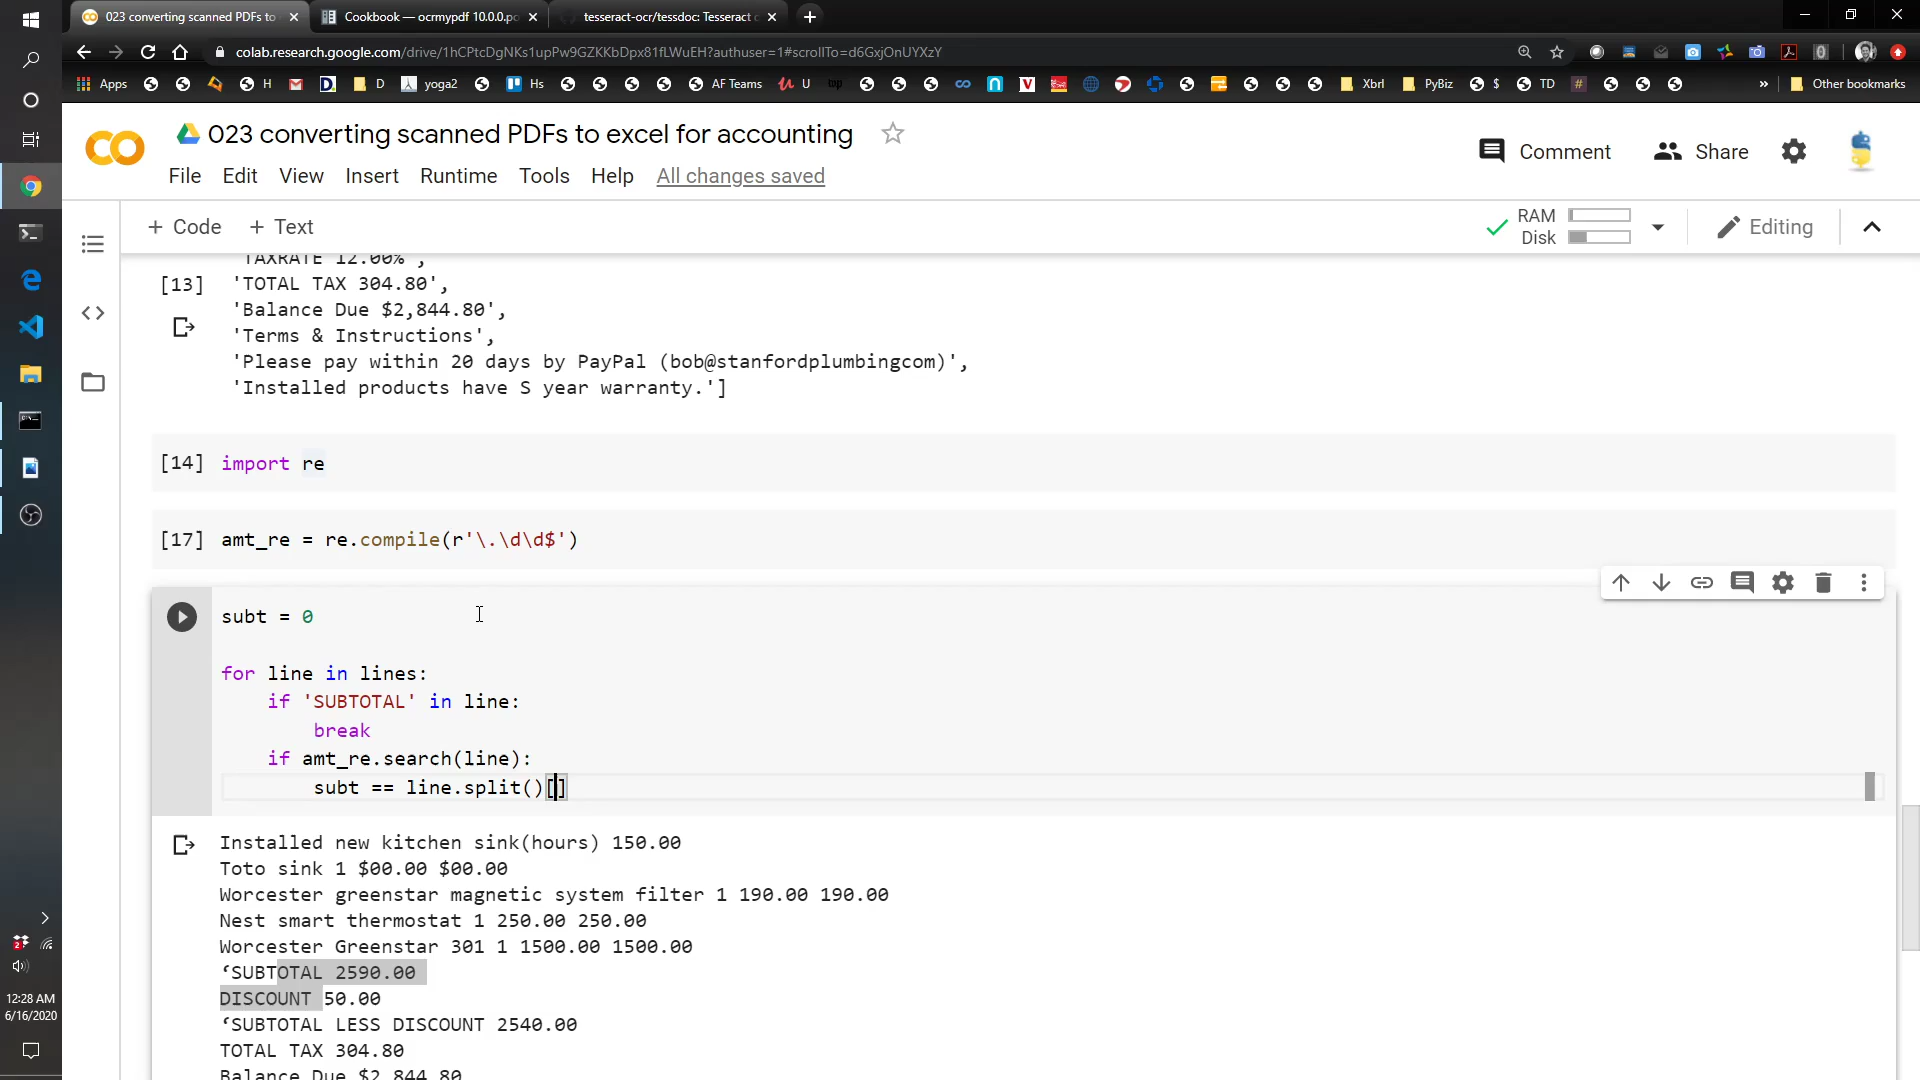 023 converting scanned PDFs to
Cookbook — ocrmypdf 10.0.0.po
tesseract-ocr/tessdoc: Tesseract
colab.research.google.com/drive/1hCPtcDgNKs1upPw9GZKKbDpx81fLWuEH?authuser=1#scrollTo=d6GxjOnUYXzY
Apps H D yoga2 Hs AF Teams U Xbrl PyBiz $ TD # » Other bookmarks
023 converting scanned PDFs to excel for accounting
Comment Share
File Edit View Insert Runtime Tools Help All changes saved
+ Code + Text
RAM
Disk
Editing
'TAXRATE 12.00%',
[13] 'TOTAL TAX 304.80',
'Balance Due $2,844.80',
'Terms & Instructions',
'Please pay within 20 days by PayPal (bob@stanfordplumbingcom)',
'Installed products have S year warranty.']
[14] import re
[17] amt_re = re.compile(r'\.\d\d$')
subt = 0
for line in lines:
if 'SUBTOTAL' in line:
break
if amt_re.search(line):
subt == line.split()[]
Installed new kitchen sink(hours) 150.00
Toto sink 1 $00.00 $00.00
Worcester greenstar magnetic system filter 1 190.00 190.00
Nest smart thermostat 1 250.00 250.00
Worcester Greenstar 301 1 1500.00 1500.00
‘SUBTOTAL 2590.00
DISCOUNT 50.00
‘SUBTOTAL LESS DISCOUNT 2540.00
TOTAL TAX 304.80
Balance Due $2,844.80
12:28 AM
6/16/2020